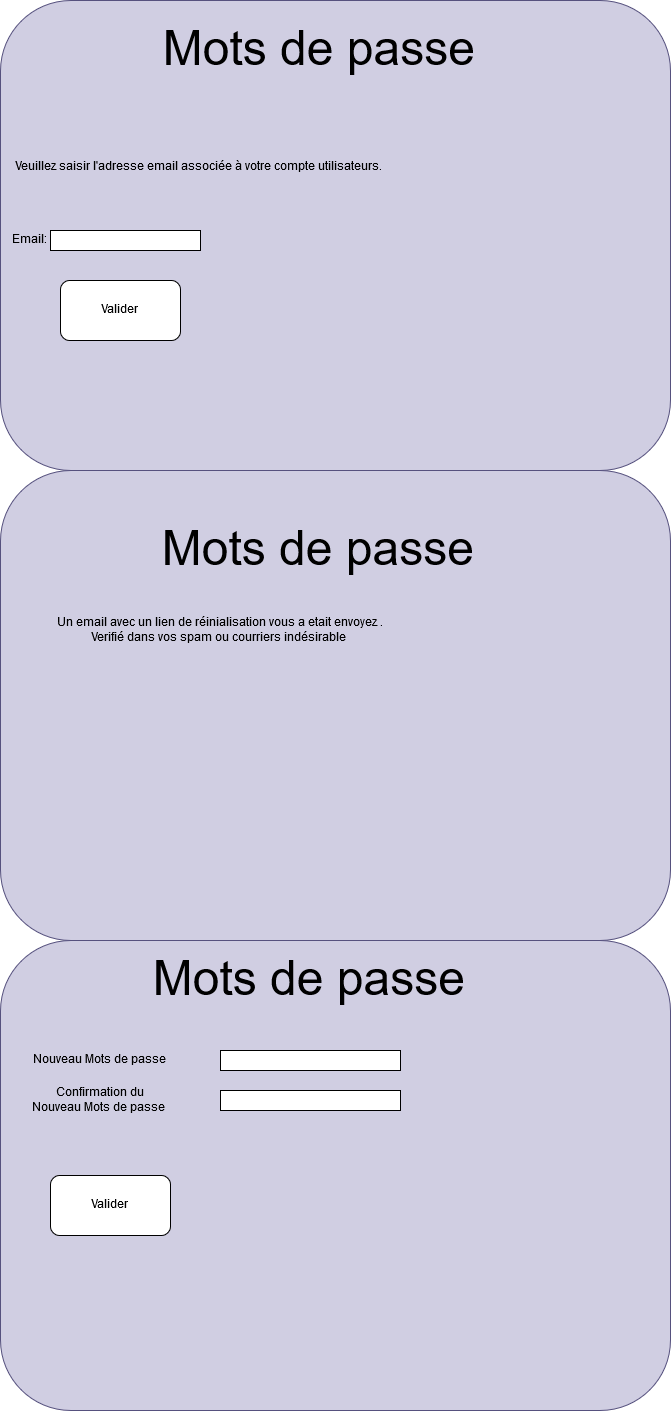 Mots de passe
Veuillez saisir l'adresse email associée à votre compte utilisateurs.
Email:
Valider
Mots de passe
Un email avec un lien de réinialisation vous a etait envoyez .
Verifié dans vos spam ou courriers indésirable
Mots de passe
Nouveau Mots de passe
Confirmation du
Nouveau Mots de passe
Valider